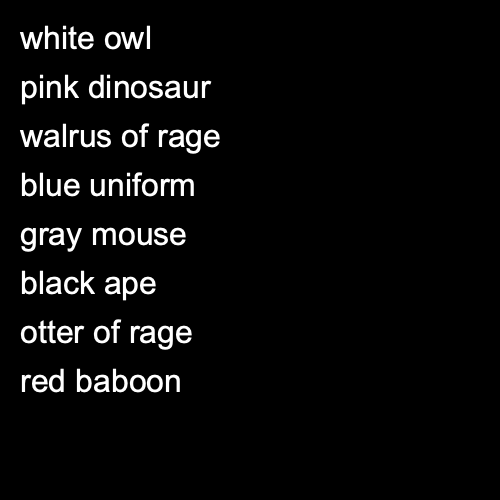 white owl
pink dinosaur
walrus of rage
blue uniform
gray mouse
black ape
otter of rage
red baboon